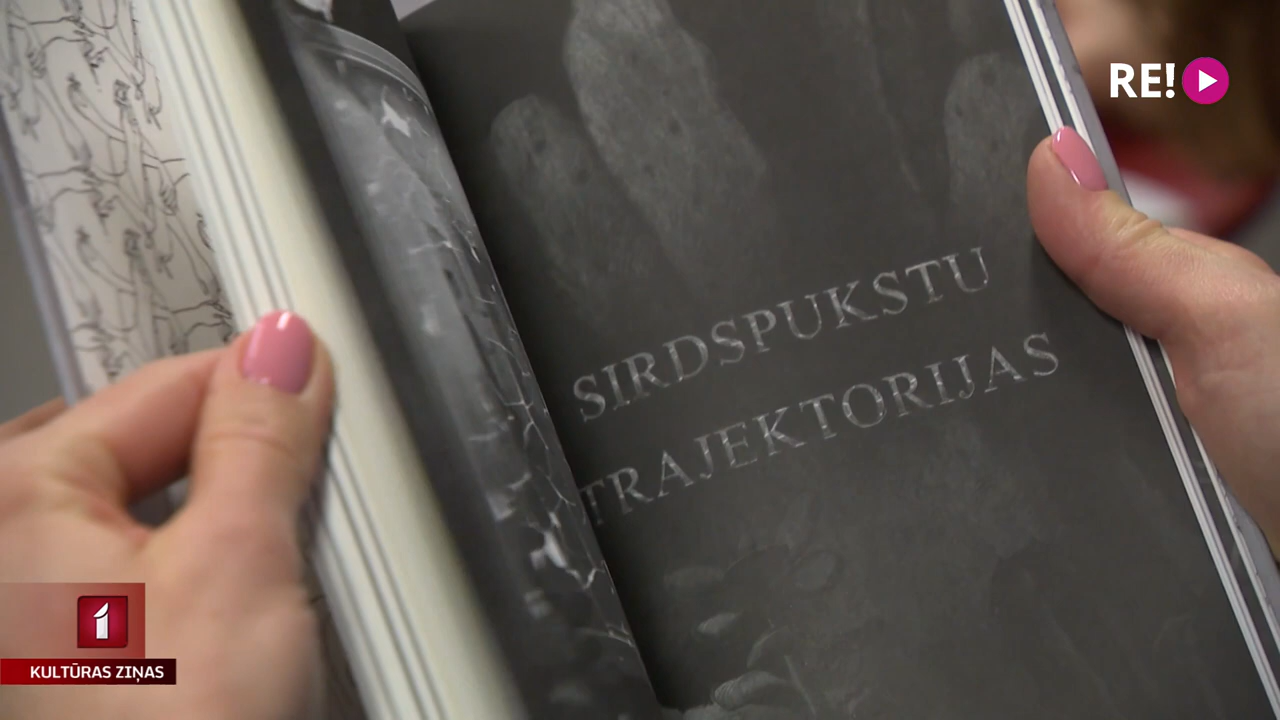 RE!
SIRDSPUKSTU
TRAJEKTORIJAS
1
KULTŪRAS ZIŅAS